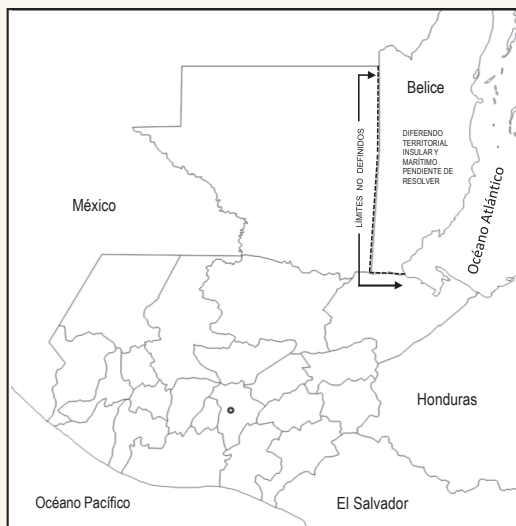 Belice
LÍMITES NO DEFINIDOS
DIFERENDO
TERRITORIAL
INSULAR Y
MARÍTIMO
PENDIENTE DE
RESOLVER
México
Océano Atlántico
Honduras
Océano Pacífico
El Salvador